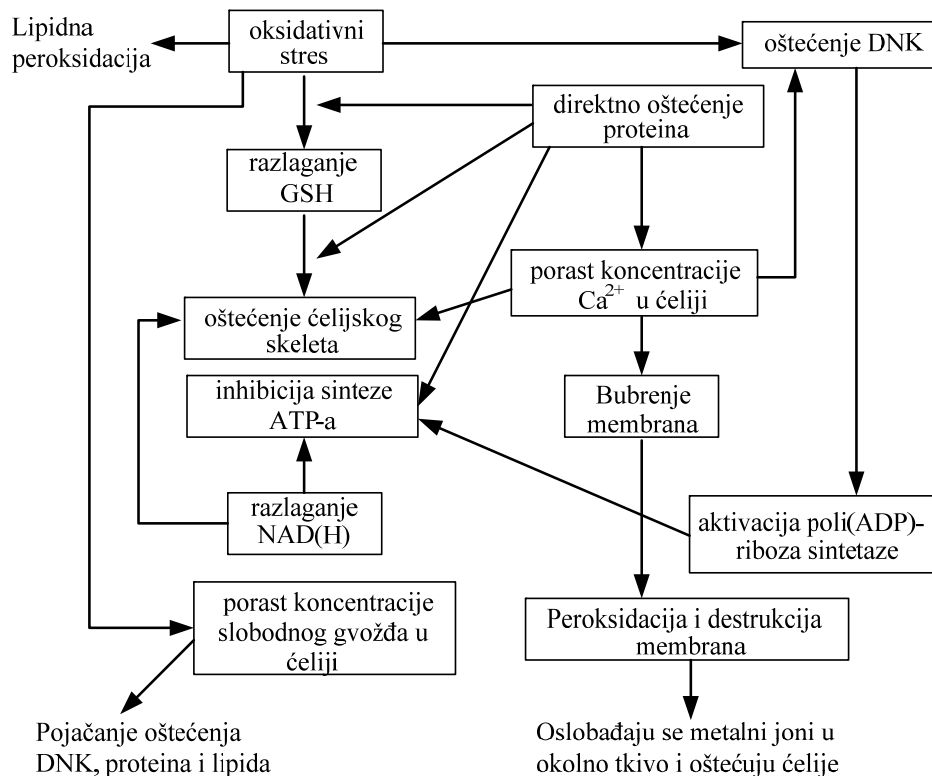 Lipidna
peroksidacija
oksidativni
stres
oštećenje DNK
direktno oštećenje
proteina
razlaganje
GSH
porast koncentracije
Ca2+ u ćeliji
oštećenje ćelijskog
skeleta
inhibicija sinteze
ATP-a
Bubrenje
membrana
razlaganje
NAD(H)
aktivacija poli(ADP)-
riboza sintetaze
porast koncentracije
slobodnog gvožđa u
ćeliji
Peroksidacija i destrukcija
membrana
Pojačanje oštećenja
DNK, proteina i lipida
Oslobađaju se metalni joni u
okolno tkivo i oštećuju ćelije